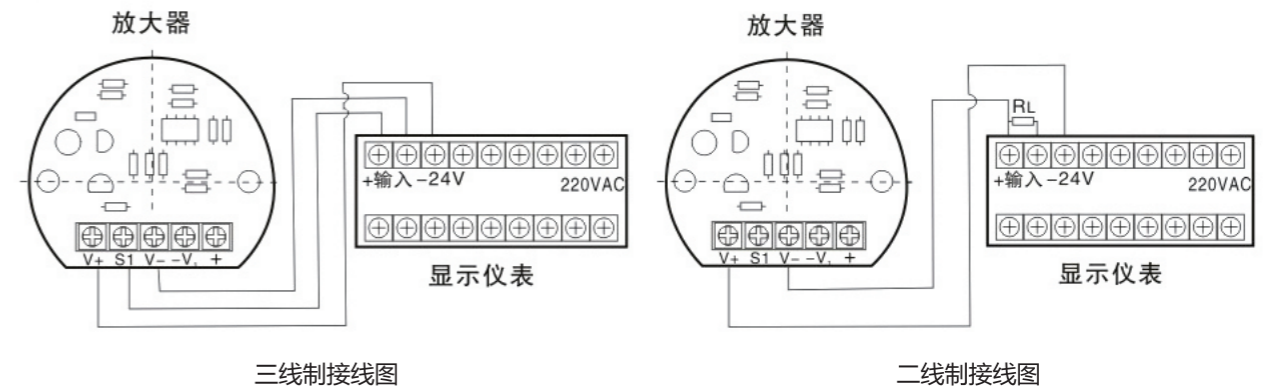 放大器
+输入-24V
220VAC
V+ S1 V- -V, +
显示仪表
三线制接线图
放大器
RL
+输入-24V
220VAC
V+ S1 V- -V, +
显示仪表
二线制接线图